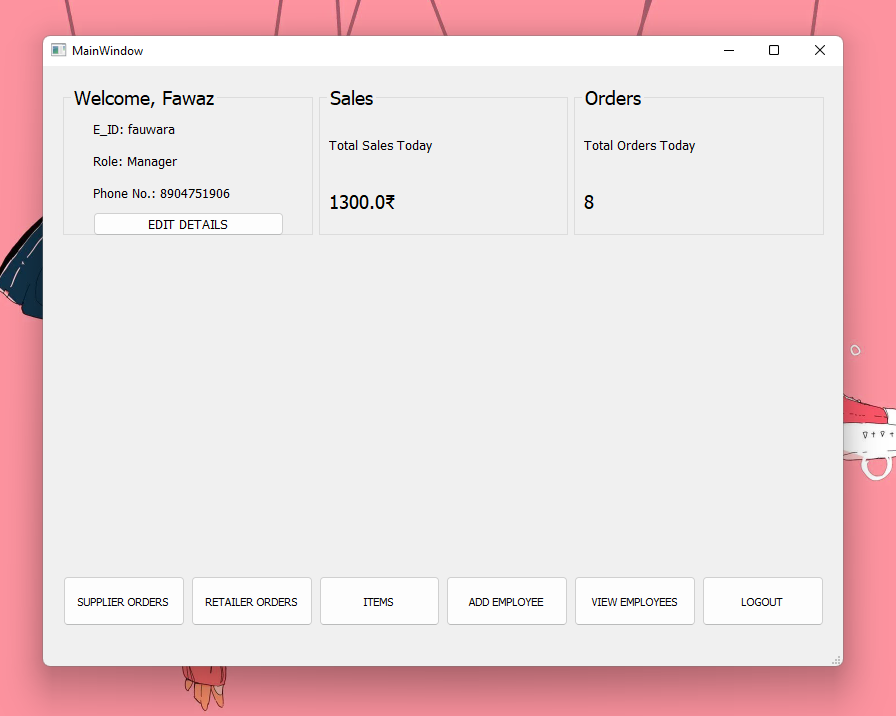 MainWindow
Welcome, Fawaz
E_ID: fauwara
Role: Manager
Phone No.: 8904751906
EDIT DETAILS
Sales
Total Sales Today
1300.0₹
Orders
Total Orders Today
8
SUPPLIER ORDERS
RETAILER ORDERS
ITEMS
ADD EMPLOYEE
VIEW EMPLOYEES
LOGOUT